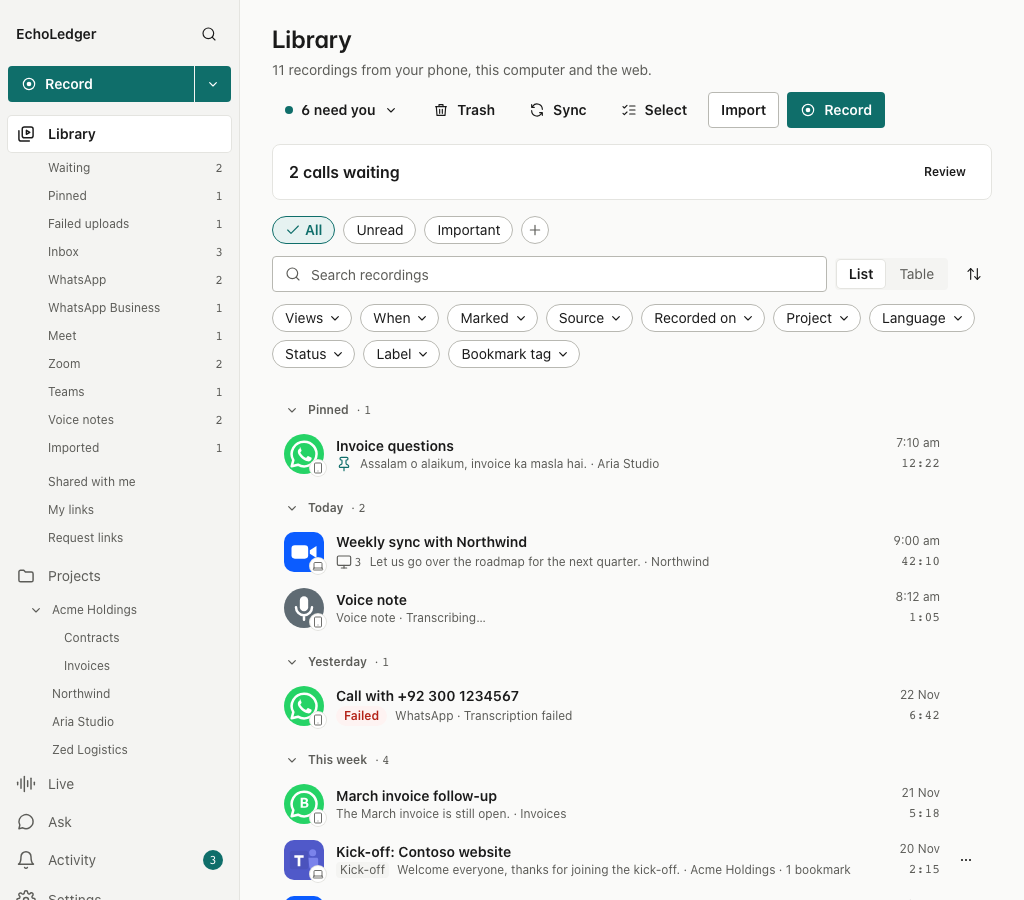 EchoLedger
Record
Library
Waiting 2
Pinned 1
Failed uploads 1
Inbox 3
WhatsApp 2
WhatsApp Business 1
Meet 1
Zoom 2
Teams 1
Voice notes 2
Imported 1
Shared with me
My links
Request links
Projects
Acme Holdings
Contracts
Invoices
Northwind
Aria Studio
Zed Logistics
Live
Ask
Activity 3
Settings
Library
11 recordings from your phone, this computer and the web.
6 need you Trash Sync Select Import Record
2 calls waiting Review
All Unread Important
Search recordings List Table
Views When Marked Source Recorded on Project Language
Status Label Bookmark tag
Pinned · 1
Invoice questions 7:10 am
Assalam o alaikum, invoice ka masla hai. · Aria Studio 12:22
Today · 2
Weekly sync with Northwind 9:00 am
3 Let us go over the roadmap for the next quarter. · Northwind 42:10
Voice note 8:12 am
Voice note · Transcribing... 1:05
Yesterday · 1
Call with +92 300 1234567 22 Nov
Failed WhatsApp · Transcription failed 6:42
This week · 4
B
March invoice follow-up 21 Nov
The March invoice is still open. · Invoices 5:18
T
Kick-off: Contoso website 20 Nov
Kick-off Welcome everyone, thanks for joining the kick-off. · Acme Holdings · 1 bookmark 2:15